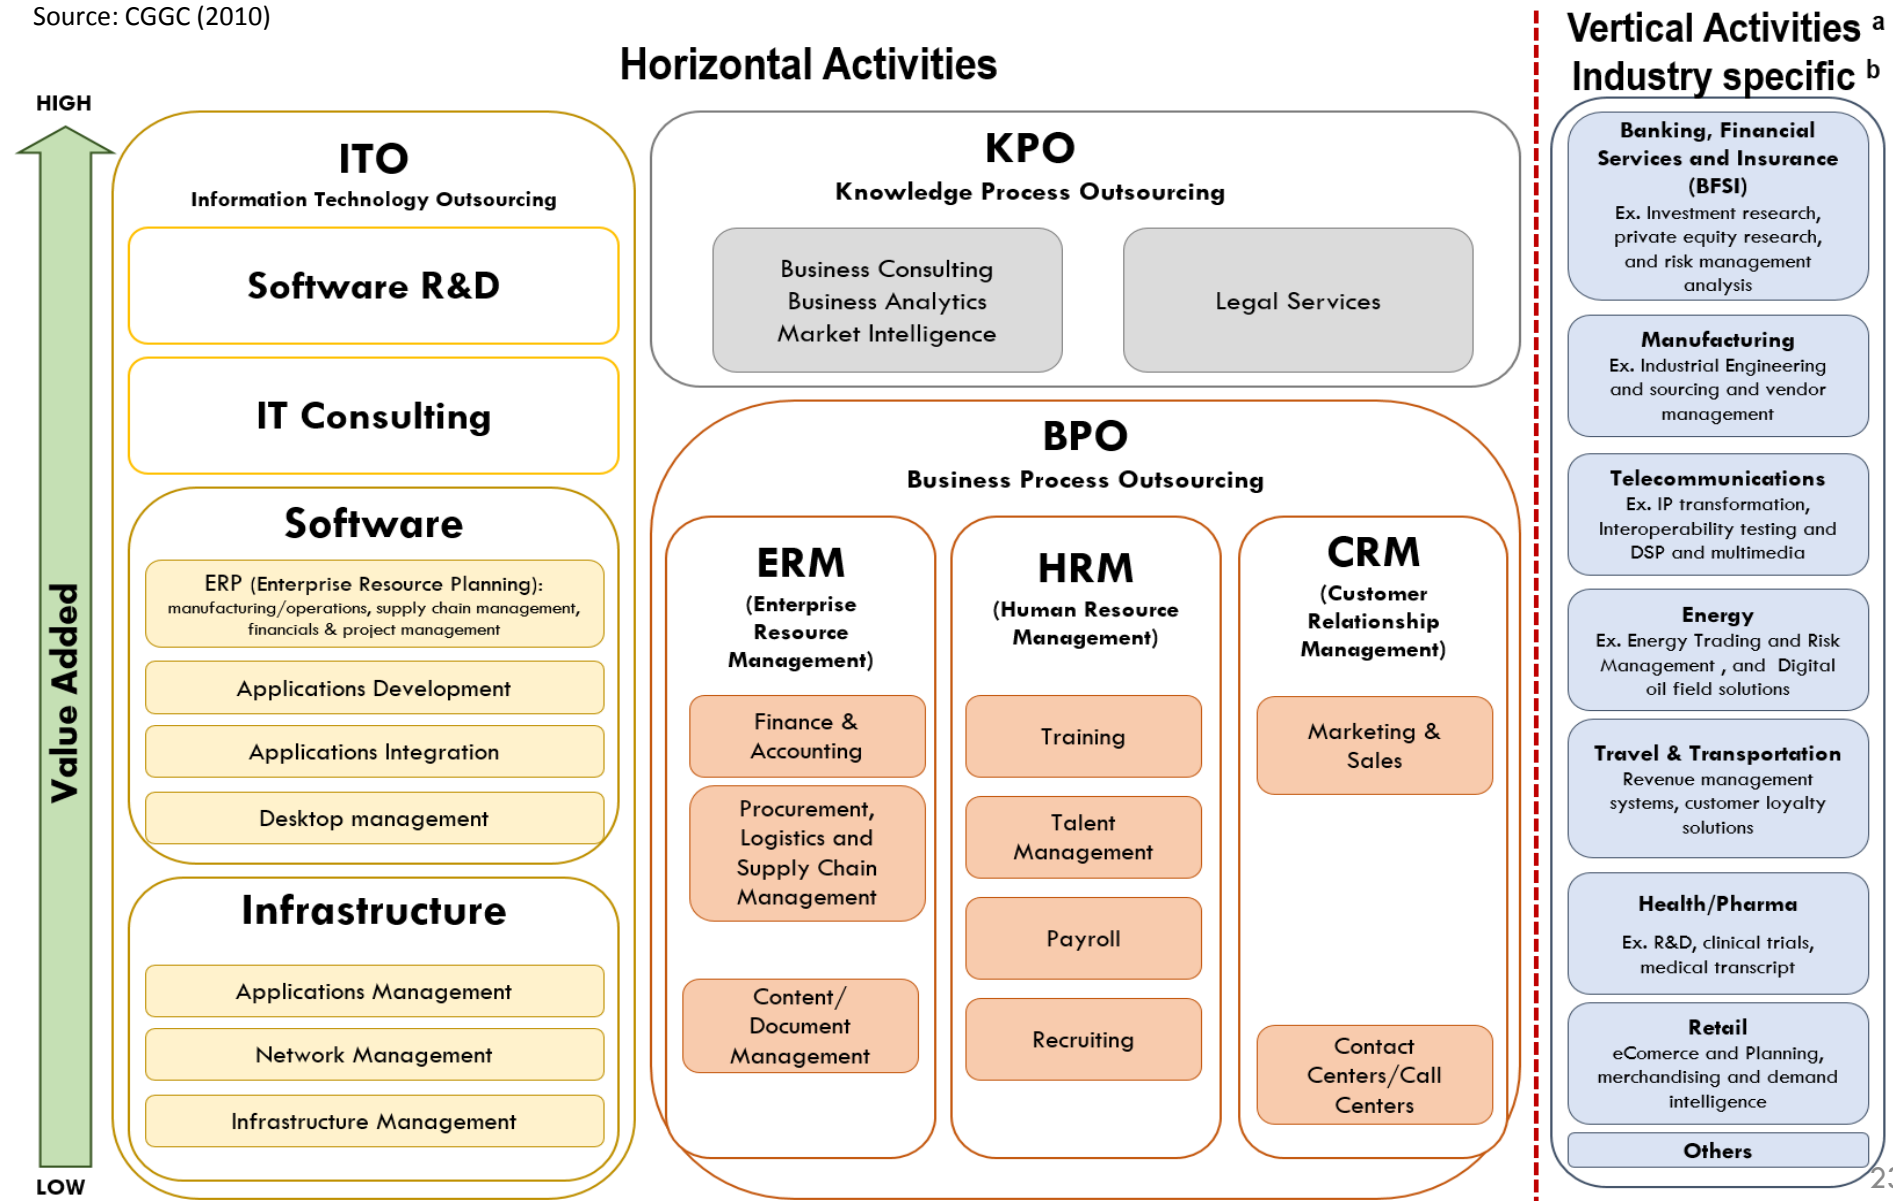 Source: CGGC (2010)
Horizontal Activities
Vertical Activities ᵃ
Industry specific ᵇ
HIGH
Value Added
LOW
ITO
Information Technology Outsourcing
Software R&D
IT Consulting
Software
ERP (Enterprise Resource Planning):
manufacturing/operations, supply chain management,
financials & project management
Applications Development
Applications Integration
Desktop management
Infrastructure
Applications Management
Network Management
Infrastructure Management
KPO
Knowledge Process Outsourcing
Business Consulting
Business Analytics
Market Intelligence
Legal Services
BPO
Business Process Outsourcing
ERM
(Enterprise
Resource
Management)
Finance &
Accounting
Procurement,
Logistics and
Supply Chain
Management
Content/
Document
Management
HRM
(Human Resource
Management)
Training
Talent
Management
Payroll
Recruiting
CRM
(Customer
Relationship
Management)
Marketing &
Sales
Contact
Centers/Call
Centers
Banking, Financial
Services and Insurance
(BFSI)
Ex. Investment research,
private equity research,
and risk management
analysis
Manufacturing
Ex. Industrial Engineering
and sourcing and vendor
management
Telecommunications
Ex. IP transformation,
Interoperability testing and
DSP and multimedia
Energy
Ex. Energy Trading and Risk
Management , and Digital
oil field solutions
Travel & Transportation
Revenue management
systems, customer loyalty
solutions
Health/Pharma
Ex. R&D, clinical trials,
medical transcript
Retail
eComerce and Planning,
merchandising and demand
intelligence
Others
23